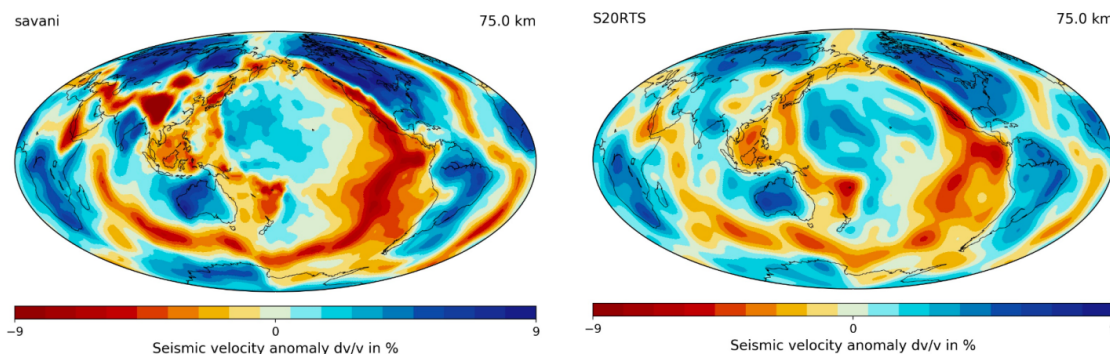 savani 75.0 km
S20RTS 75.0 km
−9 0 9
Seismic velocity anomaly dv/v in %
−9 0
Seismic velocity anomaly dv/v in %